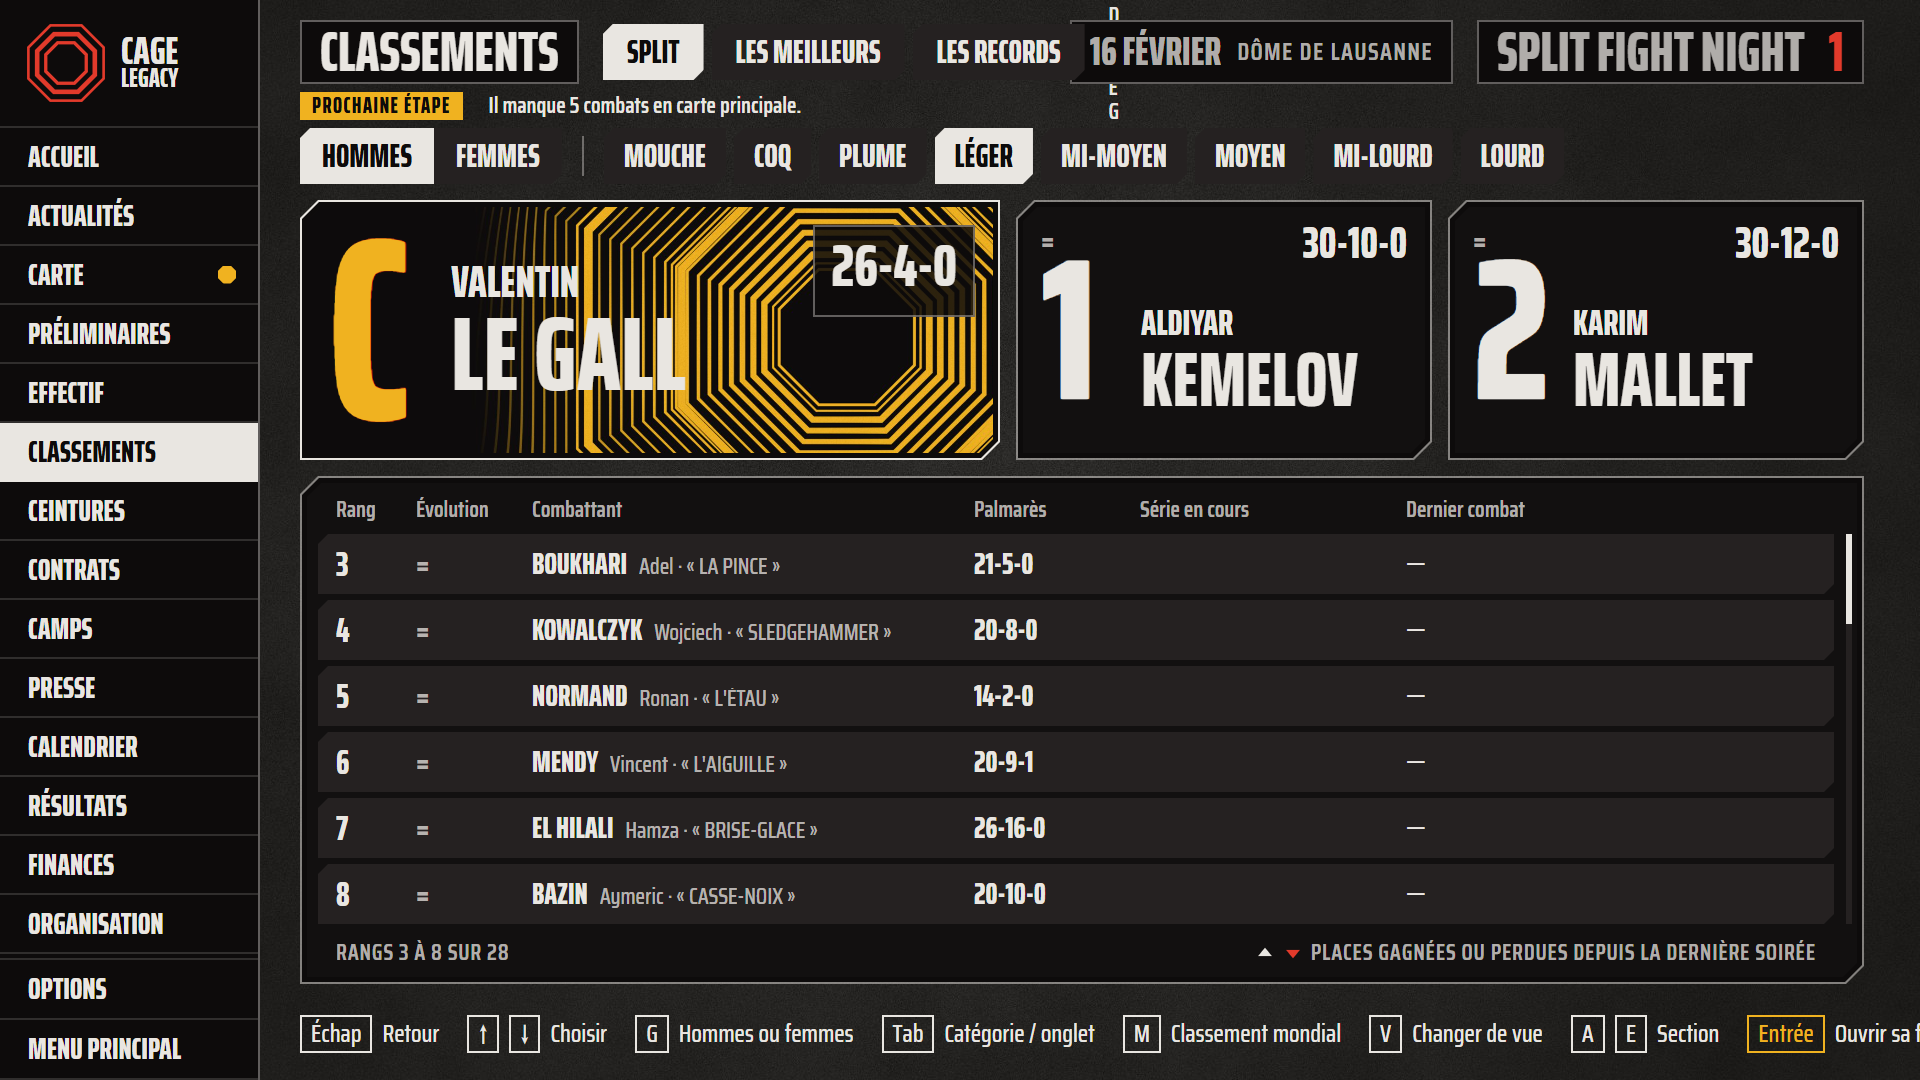 CAGE
LEGACY
CLASSEMENTS
SPLIT
LES MEILLEURS
LES RECORDS
16 FÉVRIER
DÔME DE LAUSANNE
SPLIT FIGHT NIGHT 1
PROCHAINE ÉTAPE
Il manque 5 combats en carte principale.
E
G
HOMMES
FEMMES
MOUCHE
COQ
PLUME
LÉGER
MI-MOYEN
MOYEN
MI-LOURD
LOURD
ACCUEIL
ACTUALITÉS
CARTE
PRÉLIMINAIRES
EFFECTIF
CLASSEMENTS
CEINTURES
CONTRATS
CAMPS
PRESSE
CALENDRIER
RÉSULTATS
FINANCES
ORGANISATION
OPTIONS
MENU PRINCIPAL
C
VALENTIN
LE GALL
26-4-0
=
1
30-10-0
ALDIYAR
KEMELOV
=
2
30-12-0
KARIM
MALLET
Rang Évolution Combattant Palmarès Série en cours Dernier combat
3 = BOUKHARI Adel · « LA PINCE » 21-5-0 —
4 = KOWALCZYK Wojciech · « SLEDGEHAMMER » 20-8-0 —
5 = NORMAND Ronan · « L'ÉTAU » 14-2-0 —
6 = MENDY Vincent · « L'AIGUILLE » 20-9-1 —
7 = EL HILALI Hamza · « BRISE-GLACE » 26-16-0 —
8 = BAZIN Aymeric · « CASSE-NOIX » 20-10-0 —
RANGS 3 À 8 SUR 28
▲ ▼ PLACES GAGNÉES OU PERDUES DEPUIS LA DERNIÈRE SOIRÉE
Échap Retour ↑ ↓ Choisir G Hommes ou femmes Tab Catégorie / onglet M Classement mondial V Changer de vue A E Section Entrée Ouvrir sa